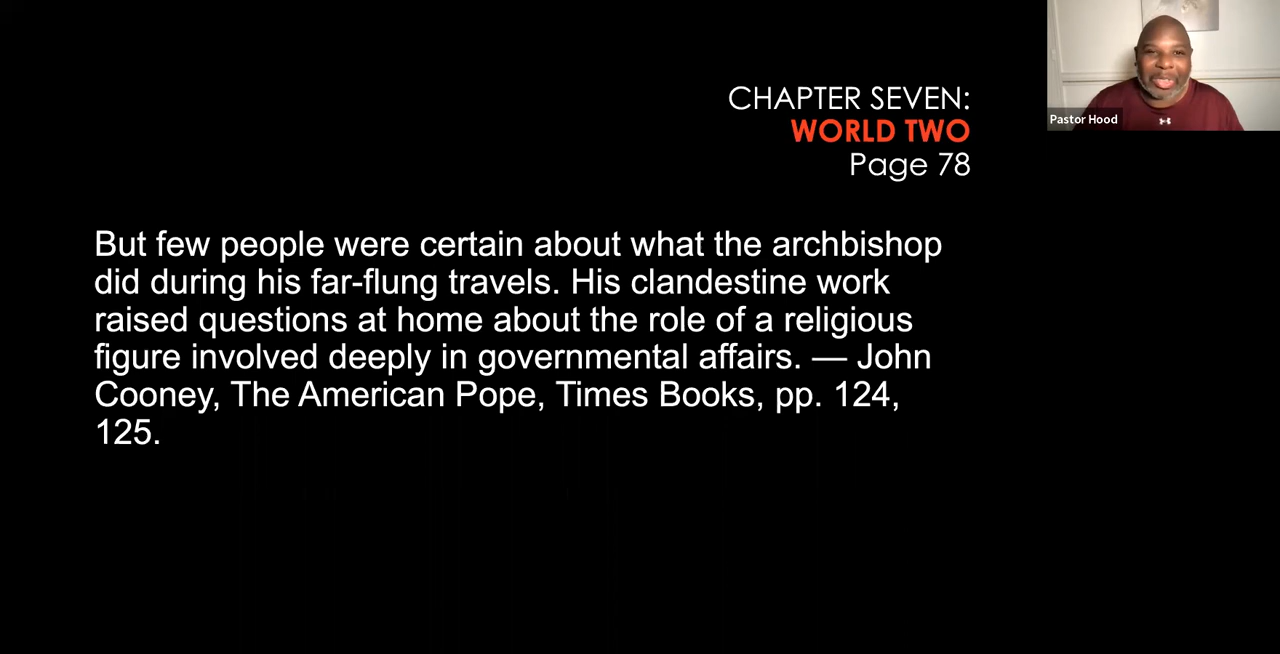 CHAPTER SEVEN:
WORLD TWO
Page 78
Pastor Hood
But few people were certain about what the archbishop
did during his far-flung travels. His clandestine work
raised questions at home about the role of a religious
figure involved deeply in governmental affairs. — John
Cooney, The American Pope, Times Books, pp. 124,
125.